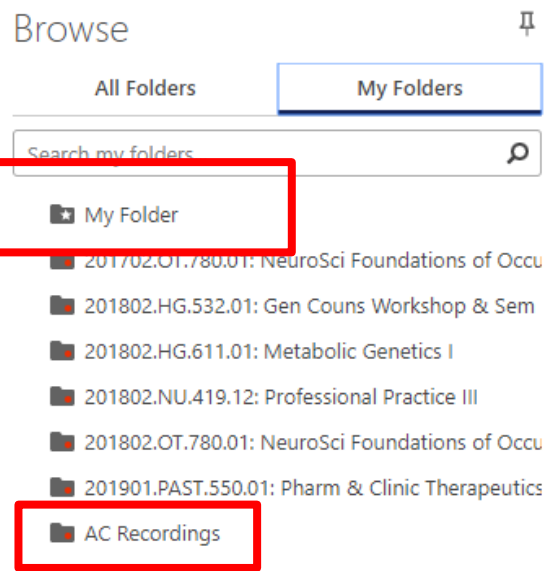 Browse
All Folders
My Folders
Search my folders
My Folder
201702.OT.780.01: NeuroSci Foundations of Occu
201802.HG.532.01: Gen Couns Workshop & Sem
201802.HG.611.01: Metabolic Genetics I
201802.NU.419.12: Professional Practice III
201802.OT.780.01: NeuroSci Foundations of Occu
201901.PAST.550.01: Pharm & Clinic Therapeutics
AC Recordings